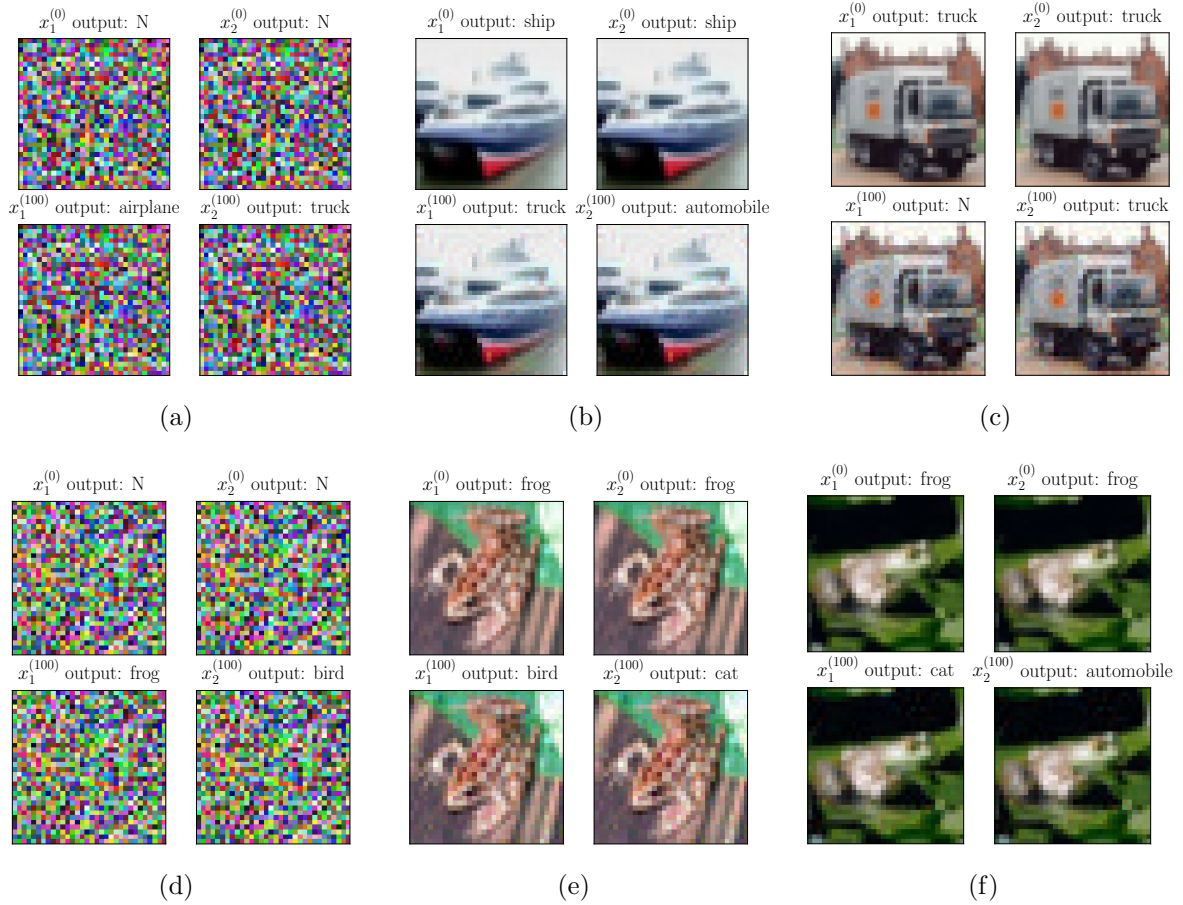 x_1^{(0)} output: N
x_2^{(0)} output: N
x_1^{(100)} output: airplane
x_2^{(100)} output: truck
(a)
x_1^{(0)} output: ship
x_2^{(0)} output: ship
x_1^{(100)} output: truck
x_2^{(100)} output: automobile
(b)
x_1^{(0)} output: truck
x_2^{(0)} output: truck
x_1^{(100)} output: N
x_2^{(100)} output: truck
(c)
x_1^{(0)} output: N
x_2^{(0)} output: N
x_1^{(100)} output: frog
x_2^{(100)} output: bird
(d)
x_1^{(0)} output: frog
x_2^{(0)} output: frog
x_1^{(100)} output: bird
x_2^{(100)} output: cat
(e)
x_1^{(0)} output: frog
x_2^{(0)} output: frog
x_1^{(100)} output: cat
x_2^{(100)} output: automobile
(f)